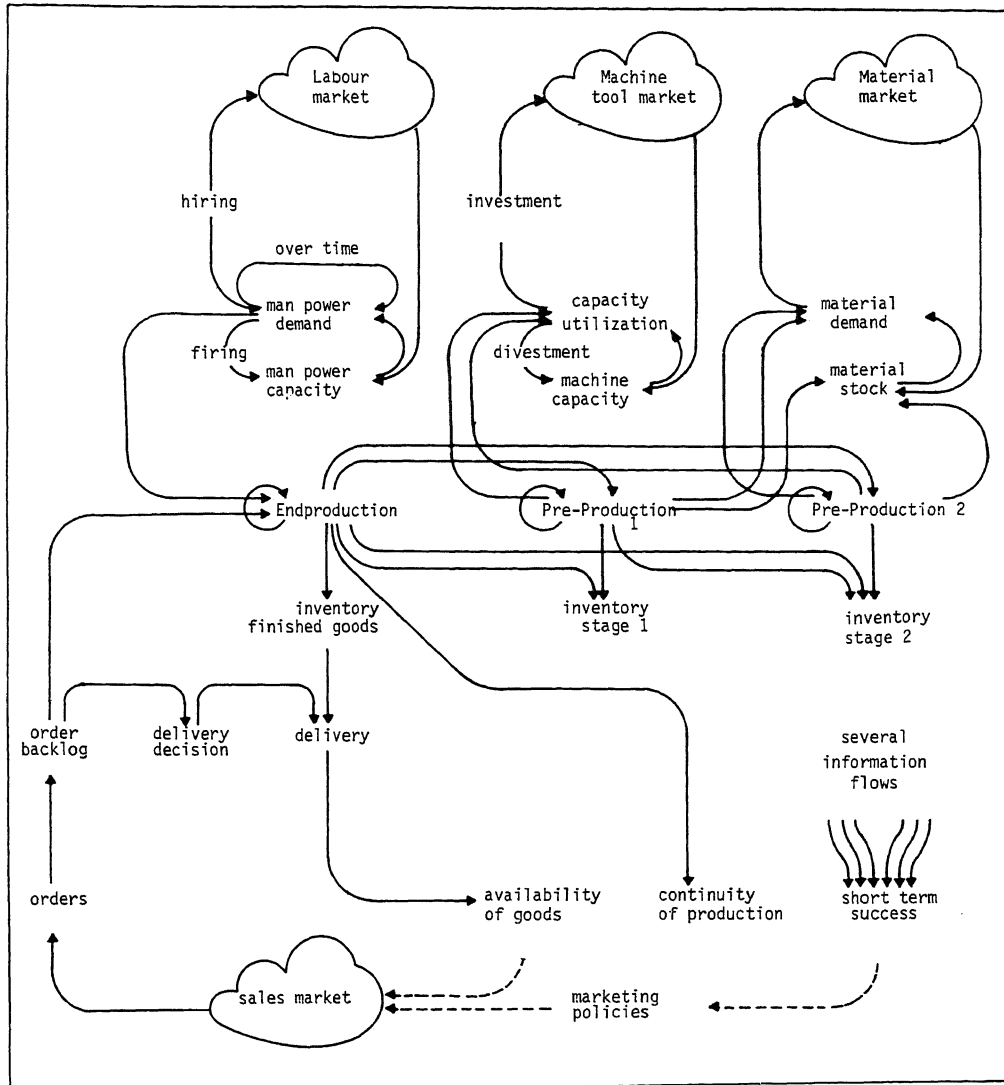 Labour
market
Machine
tool market
Material
market
hiring
investment
over time
man power
demand
capacity
utilization
material
demand
firing
divestment
man power
capacity
machine
capacity
material
stock
Endproduction
Pre-Production
1
Pre-Production 2
inventory
finished goods
inventory
stage 1
inventory
stage 2
order
backlog
delivery
decision
delivery
several
information
flows
orders
availability
of goods
continuity
of production
short term
success
sales market
marketing
policies